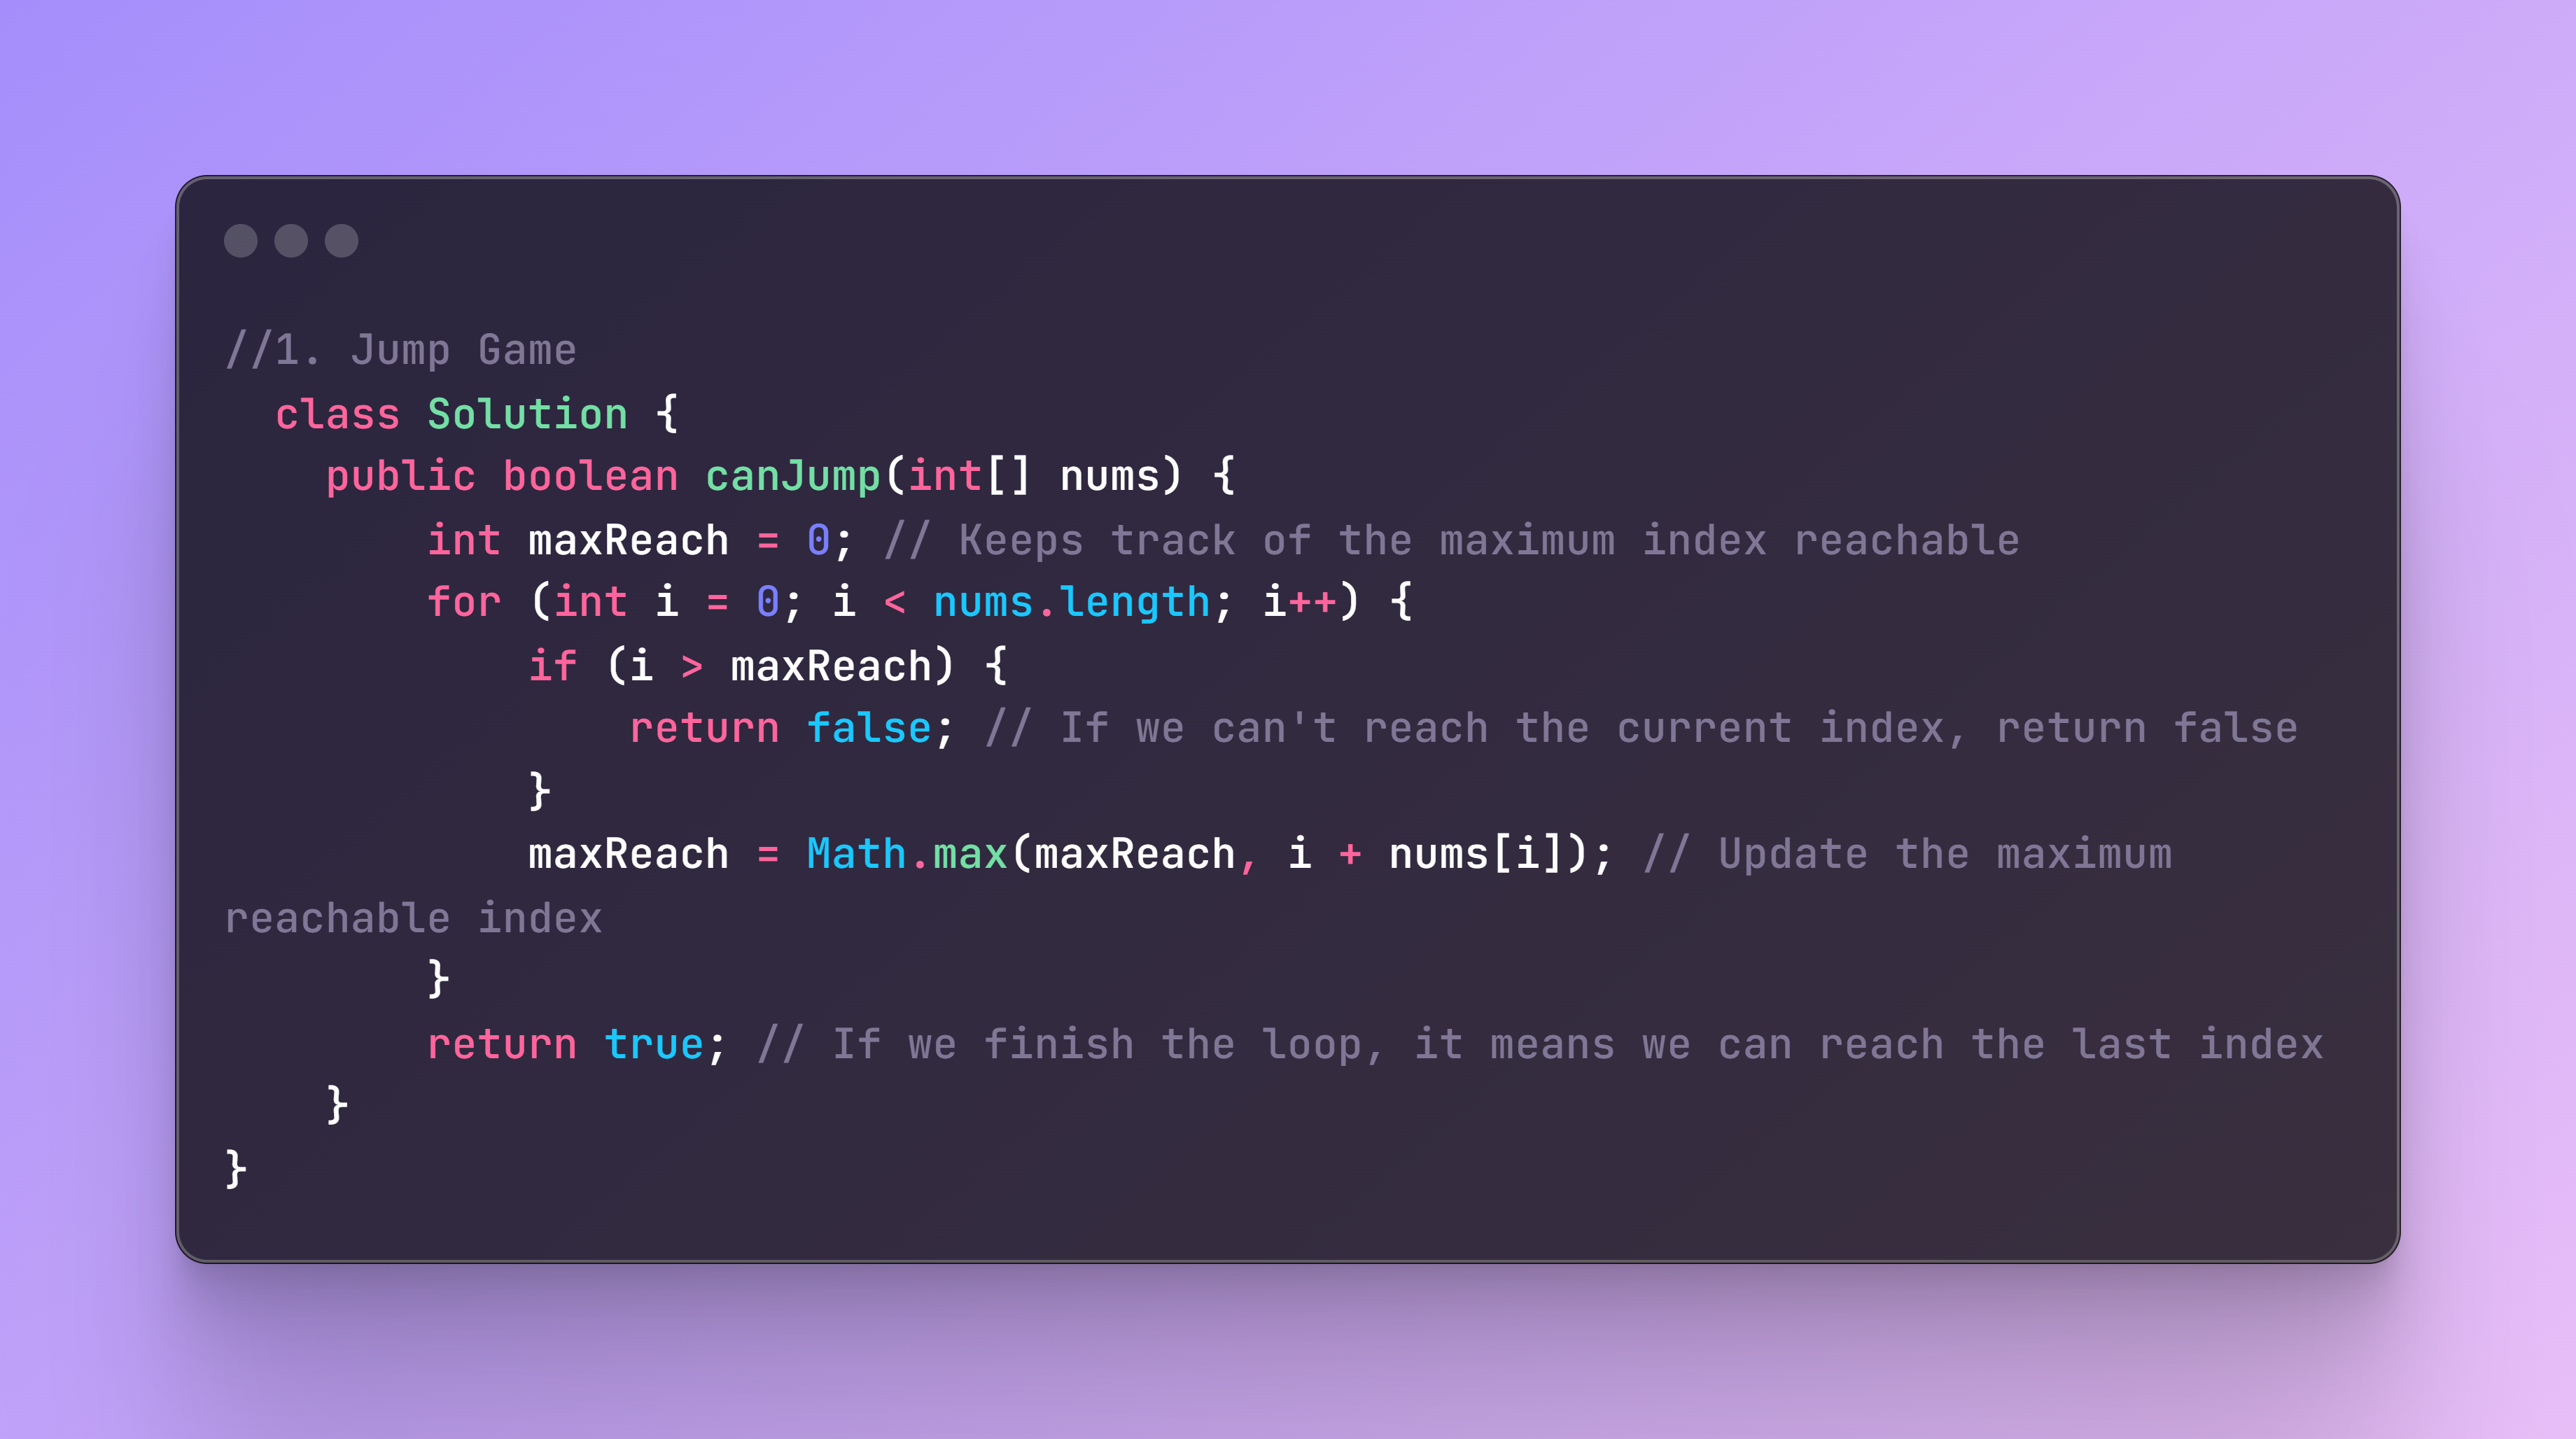 //1. Jump Game
  class Solution {
    public boolean canJump(int[] nums) {
        int maxReach = 0; // Keeps track of the maximum index reachable
        for (int i = 0; i < nums.length; i++) {
            if (i > maxReach) {
                return false; // If we can't reach the current index, return false
            }
            maxReach = Math.max(maxReach, i + nums[i]); // Update the maximum
reachable index
        }
        return true; // If we finish the loop, it means we can reach the last index
    }
}